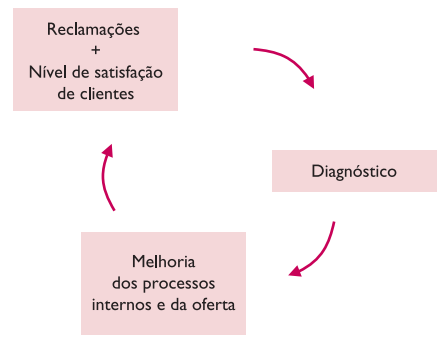 Reclamações
+
Nível de satisfação
de clientes
Diagnóstico
Melhoria
dos processos
internos e da oferta